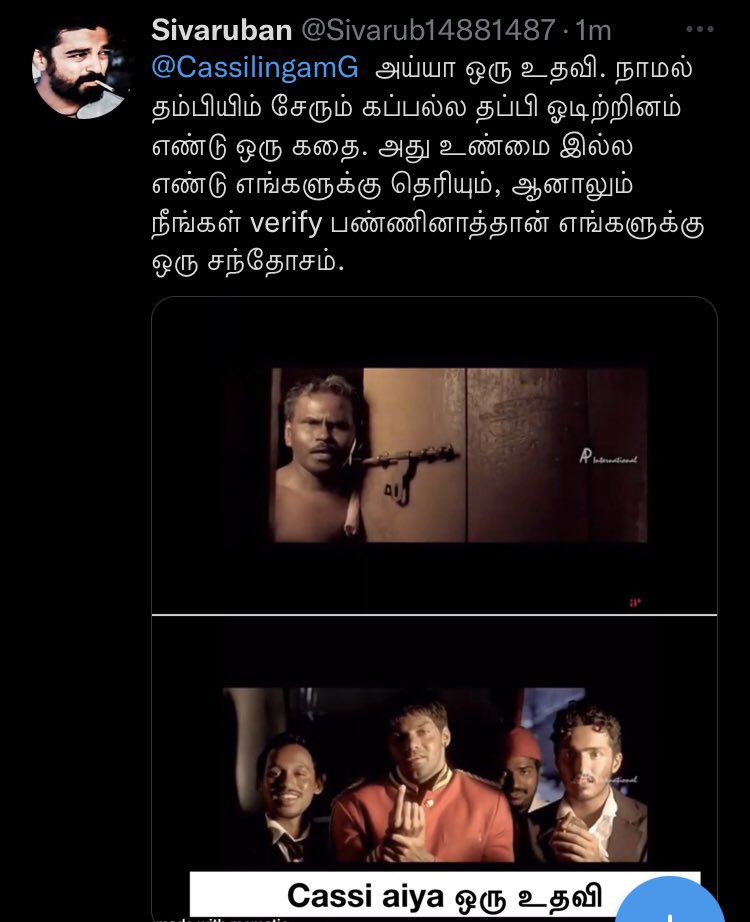 Sivaruban @Sivarub14881487 · 1m
@CassilingamG அய்யா ஒரு உதவி. நாமல்
தம்பியிம் சேரும் கப்பல்ல தப்பி ஓடிற்றினம்
எண்டு ஒரு கதை. அது உண்மை இல்ல
எண்டு எங்களுக்கு தெரியும், ஆனாலும்
நீங்கள் verify பண்ணினாத்தான் எங்களுக்கு
ஒரு சந்தோசம்.
AP International
Cassi aiya ஒரு உதவி
made with mematic